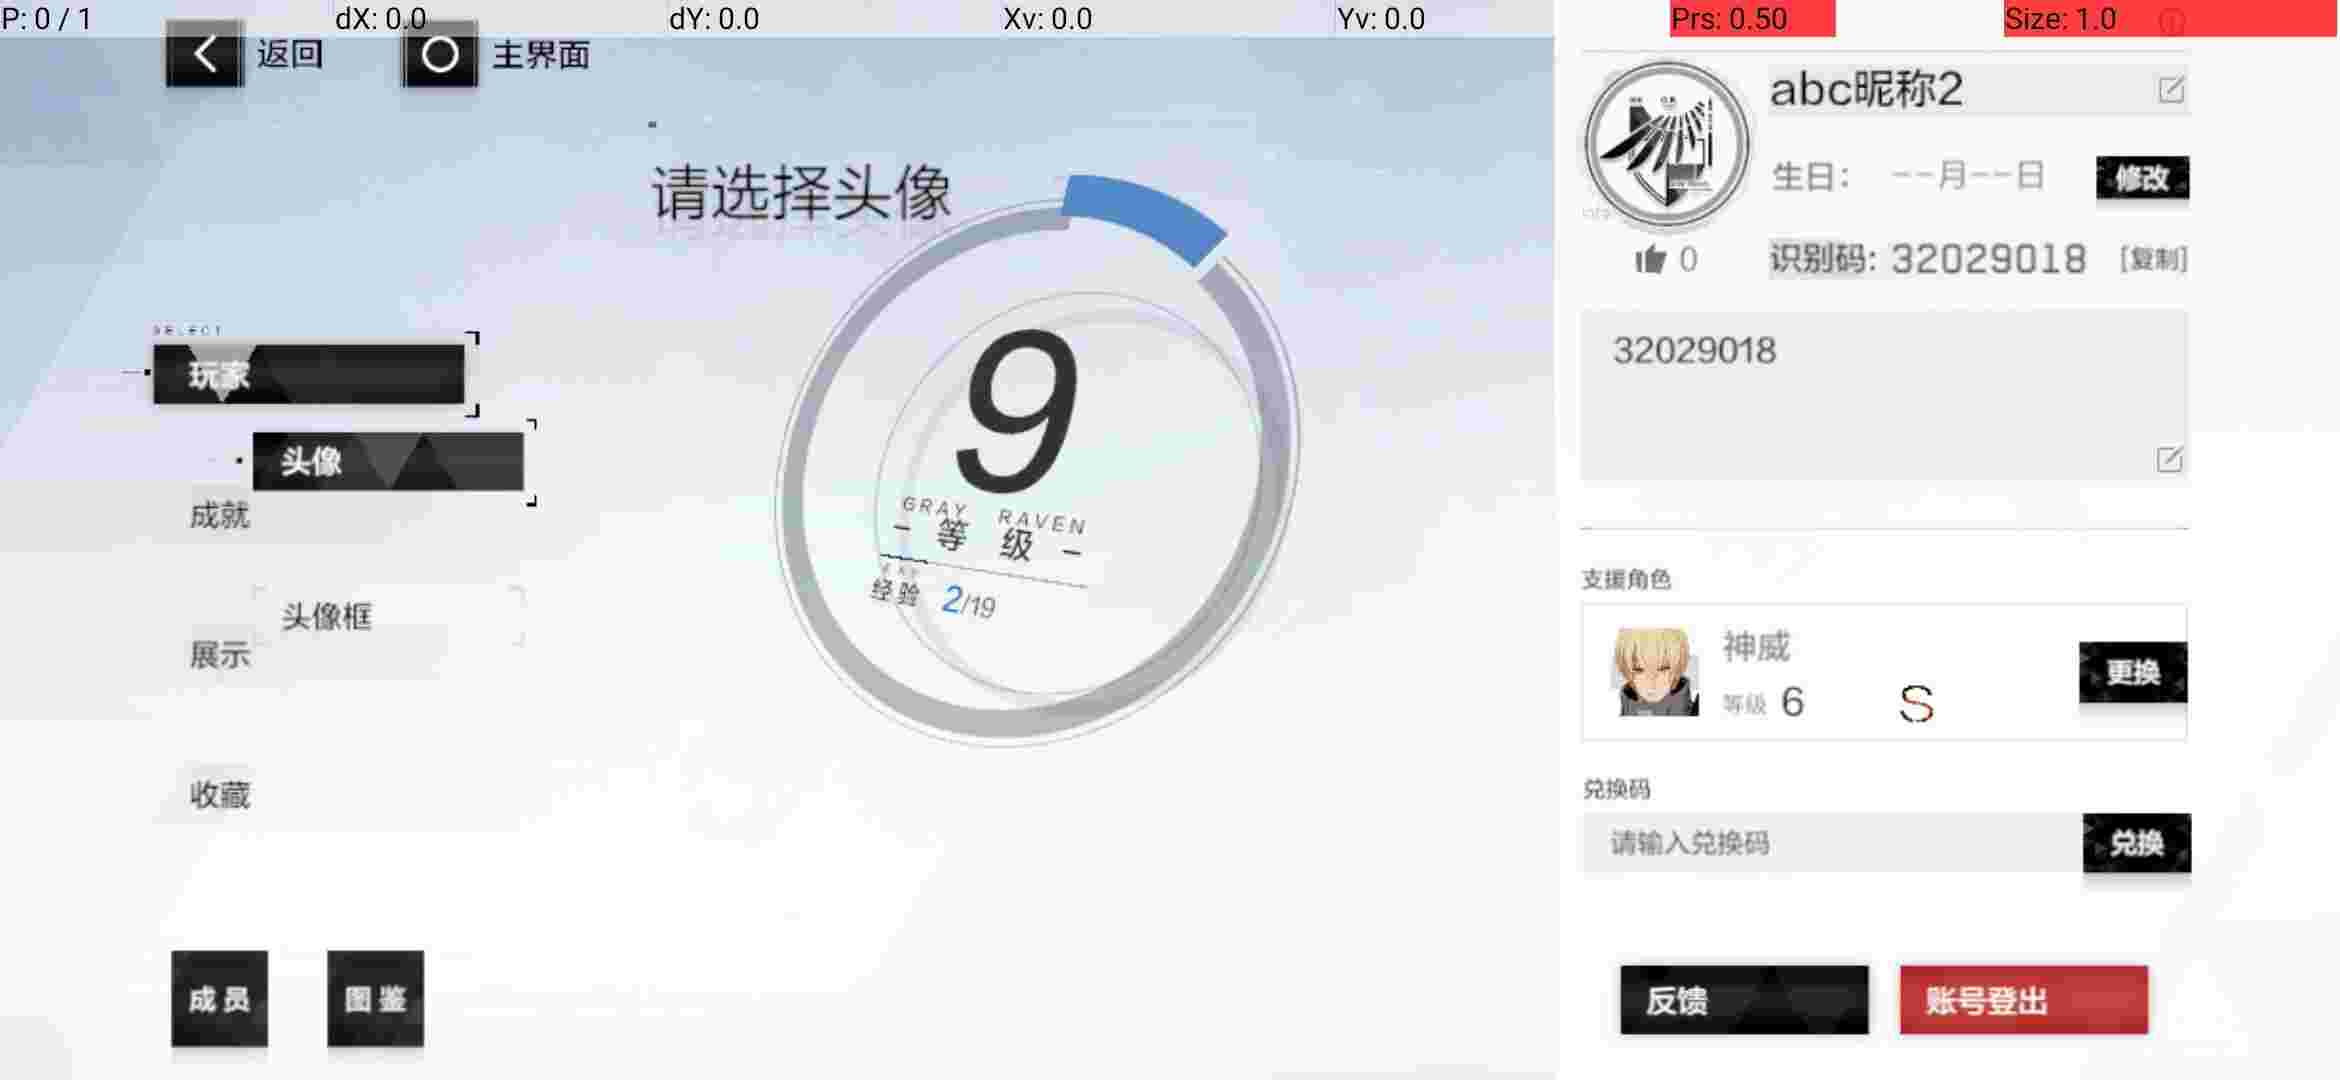 P: 0 / 1
dX: 0.0
dY: 0.0
Xv: 0.0
Yv: 0.0
Prs: 0.50
Size: 1.0
返回
主界面
请选择头像
SELECT
玩家
头像
成就
头像框
展示
收藏
成员
图鉴
9
GRAY RAVEN
- 等 级 -
经验 2/19
abc昵称2
生日: --月--日
修改
0
识别码: 32029018 [复制]
32029018
支援角色
神威
等级 6
S
更换
兑换码
请输入兑换码
兑换
反馈
账号登出